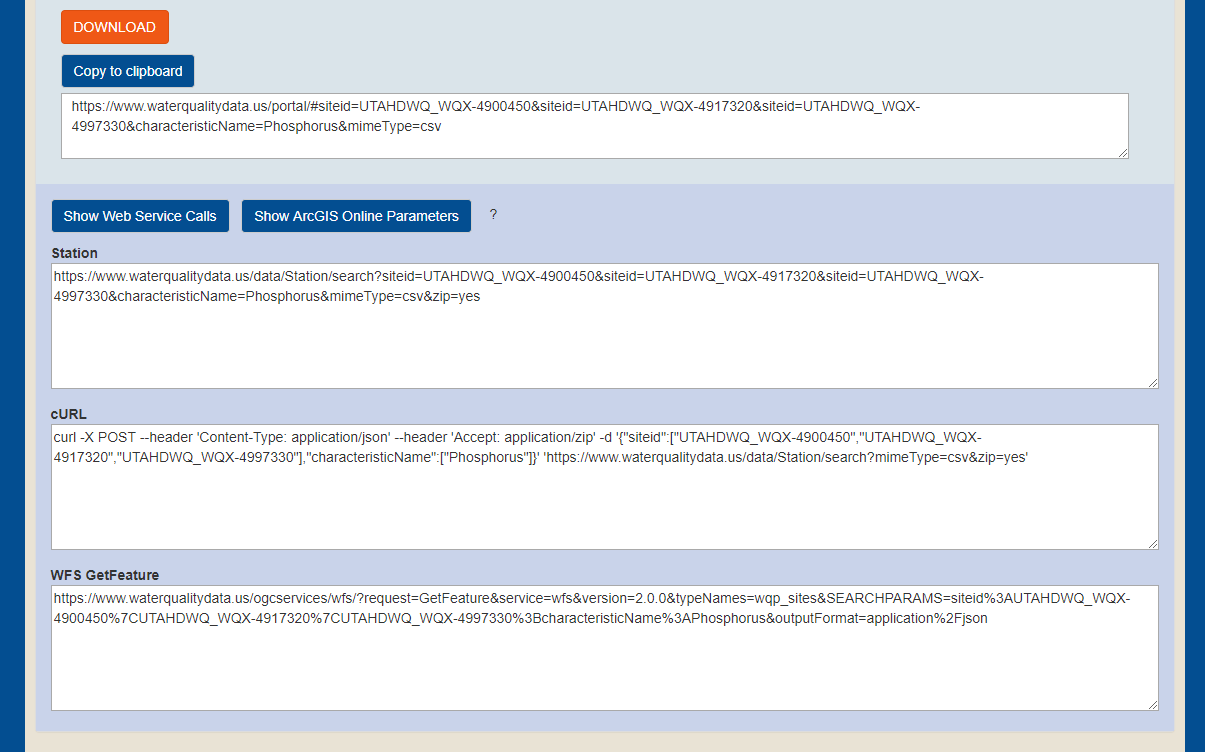 DOWNLOAD
Copy to clipboard
https://www.waterqualitydata.us/portal/#siteid=UTAHDWQ_WQX-4900450&siteid=UTAHDWQ_WQX-4917320&siteid=UTAHDWQ_WQX-
4997330&characteristicName=Phosphorus&mimeType=csv
Show Web Service Calls Show ArcGIS Online Parameters ?
Station
https://www.waterqualitydata.us/data/Station/search?siteid=UTAHDWQ_WQX-4900450&siteid=UTAHDWQ_WQX-4917320&siteid=UTAHDWQ_WQX-
4997330&characteristicName=Phosphorus&mimeType=csv&zip=yes
cURL
curl -X POST --header 'Content-Type: application/json' --header 'Accept: application/zip' -d '{"siteid":["UTAHDWQ_WQX-4900450","UTAHDWQ_WQX-
4917320","UTAHDWQ_WQX-4997330"],"characteristicName":["Phosphorus"]}' 'https://www.waterqualitydata.us/data/Station/search?mimeType=csv&zip=yes'
WFS GetFeature
https://www.waterqualitydata.us/ogcservices/wfs/?request=GetFeature&service=wfs&version=2.0.0&typeNames=wqp_sites&SEARCHPARAMS=siteid%3AUTAHDWQ_WQX-
4900450%7CUTAHDWQ_WQX-4917320%7CUTAHDWQ_WQX-4997330%3BcharacteristicName%3APhosphorus&outputFormat=application%2Fjson